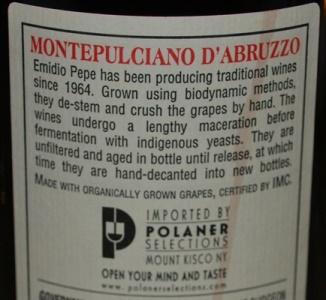 MONTEPULCIANO D'ABRUZZO
Emidio Pepe has been producing traditional wines
since 1964. Grown using biodynamic methods,
they de-stem and crush the grapes by hand. The
wines undergo a lengthy maceration before
fermentation with indigenous yeasts. They are
unfiltered and aged in bottle until release, at which
time they are hand-decanted into new bottles.
MADE WITH ORGANICALLY GROWN GRAPES, CERTIFIED BY IMC.
IMPORTED BY
POLANER
SELECTIONS
MOUNT KISCO NY
OPEN YOUR MIND AND TASTE
www.polanerselections.com